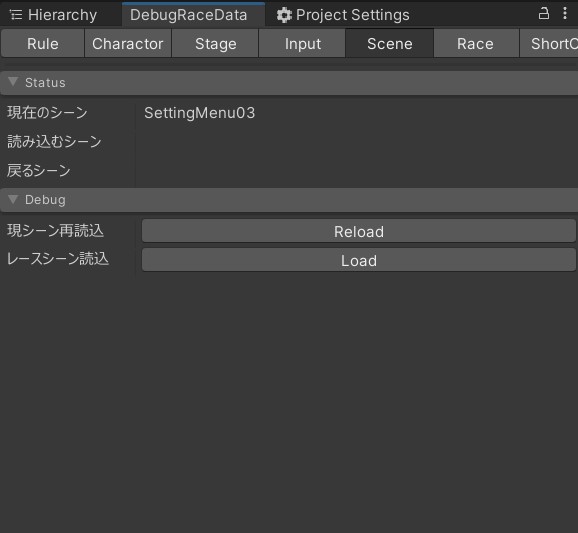 Hierarchy DebugRaceData Project Settings
Rule Charactor Stage Input Scene Race ShortC
Status
現在のシーン SettingMenu03
読み込むシーン
戻るシーン
Debug
現シーン再読込 Reload
レースシーン読込 Load